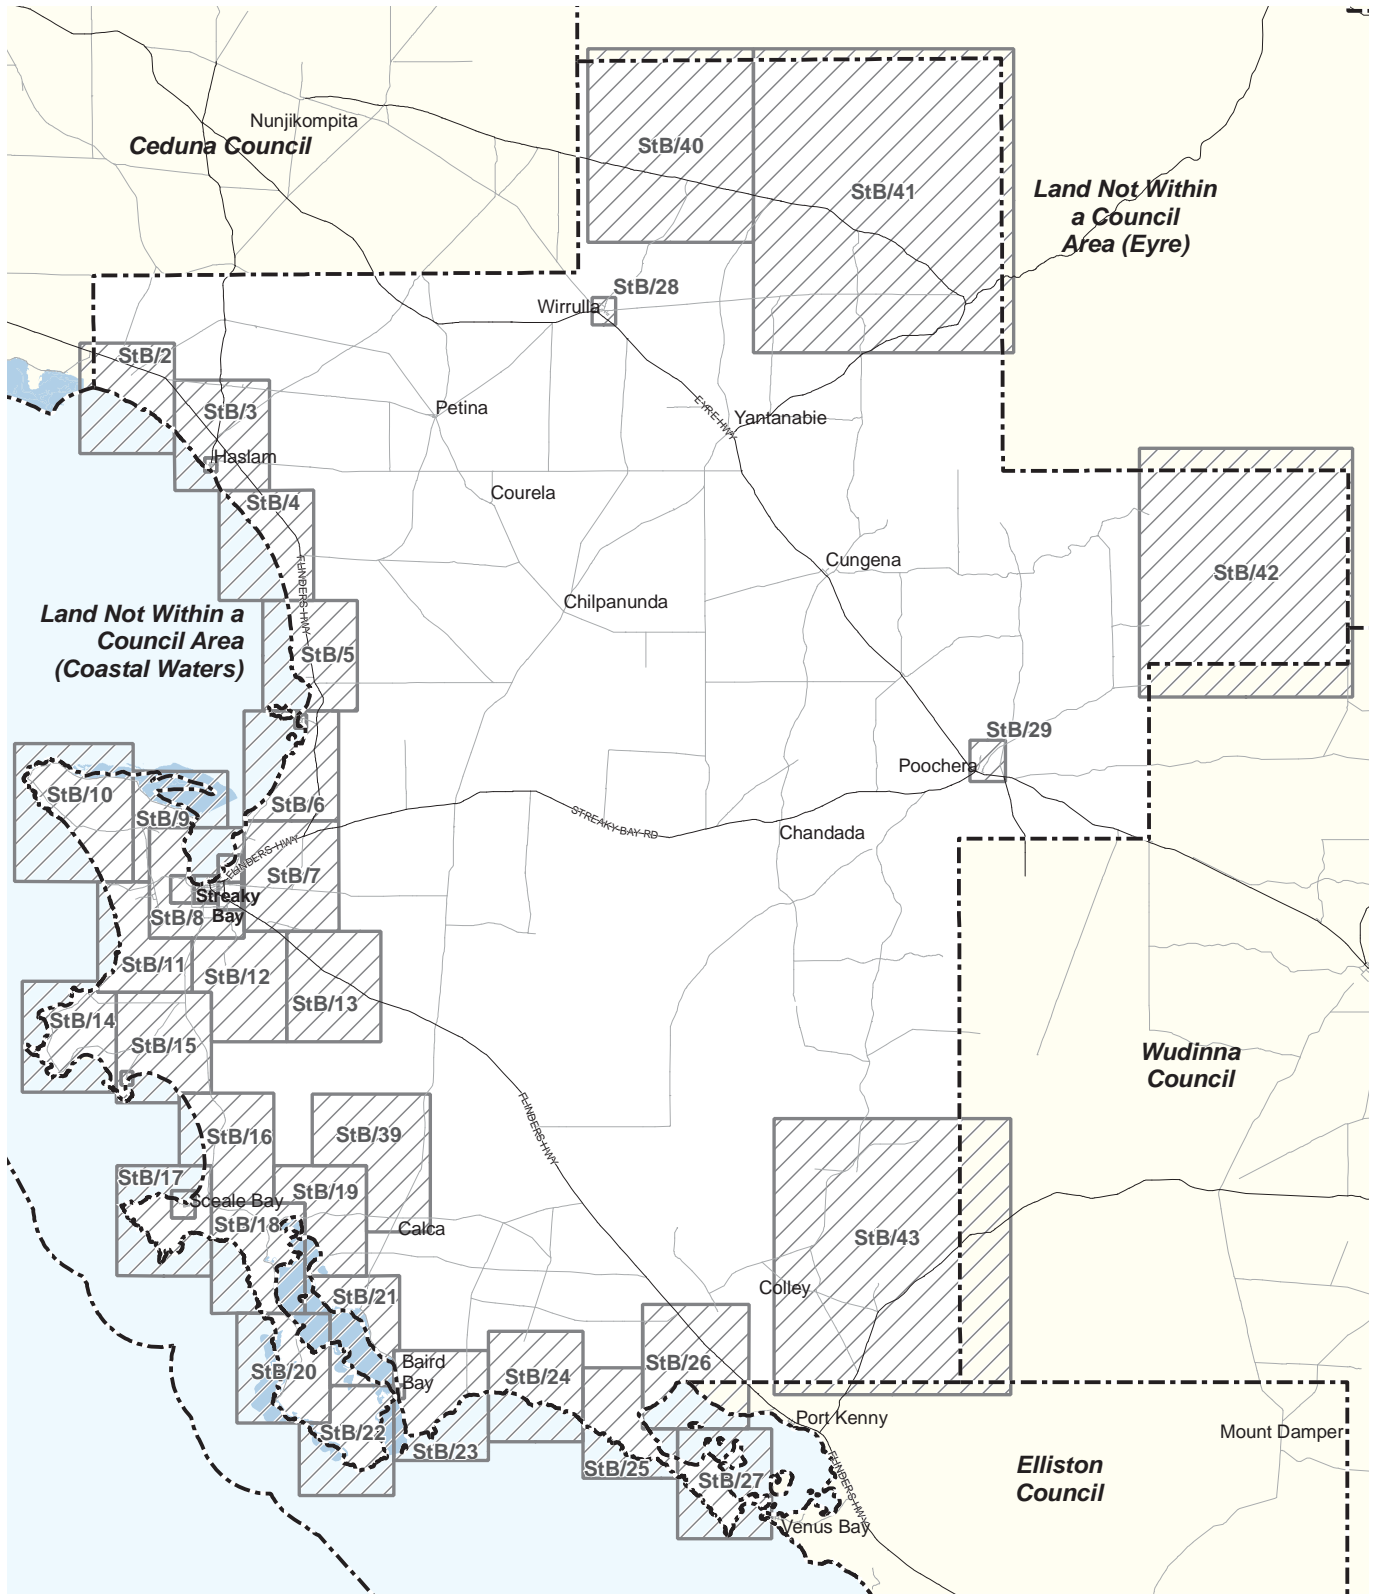 Nunjikompita
Ceduna Council
StB/40
StB/41
Land Not Within
a Council
Area (Eyre)
StB/28
Wirrulla
StB/2
StB/3
Petina
EYRE HWY
Yantanabie
Haslam
Courela
StB/4
FLINDERS HWY
Cungena
StB/42
Chilpanunda
Land Not Within a
Council Area
(Coastal Waters)
StB/5
StB/29
Poochera
StB/10
StB/9
StB/6
STREAKY BAY RD
Chandada
FLINDERS HWY
StB/7
Streaky
Bay
StB/8
StB/11
StB/12
StB/13
StB/14
StB/15
Wudinna
Council
FLINDERS HWY
StB/16
StB/39
StB/17
Sceale Bay
StB/19
StB/18
Calca
StB/43
Colley
StB/21
StB/20
Baird
Bay
StB/26
StB/24
Port Kenny
StB/22
StB/23
StB/25
StB/27
FLINDERS HWY
Venus Bay
Mount Damper
Elliston
Council